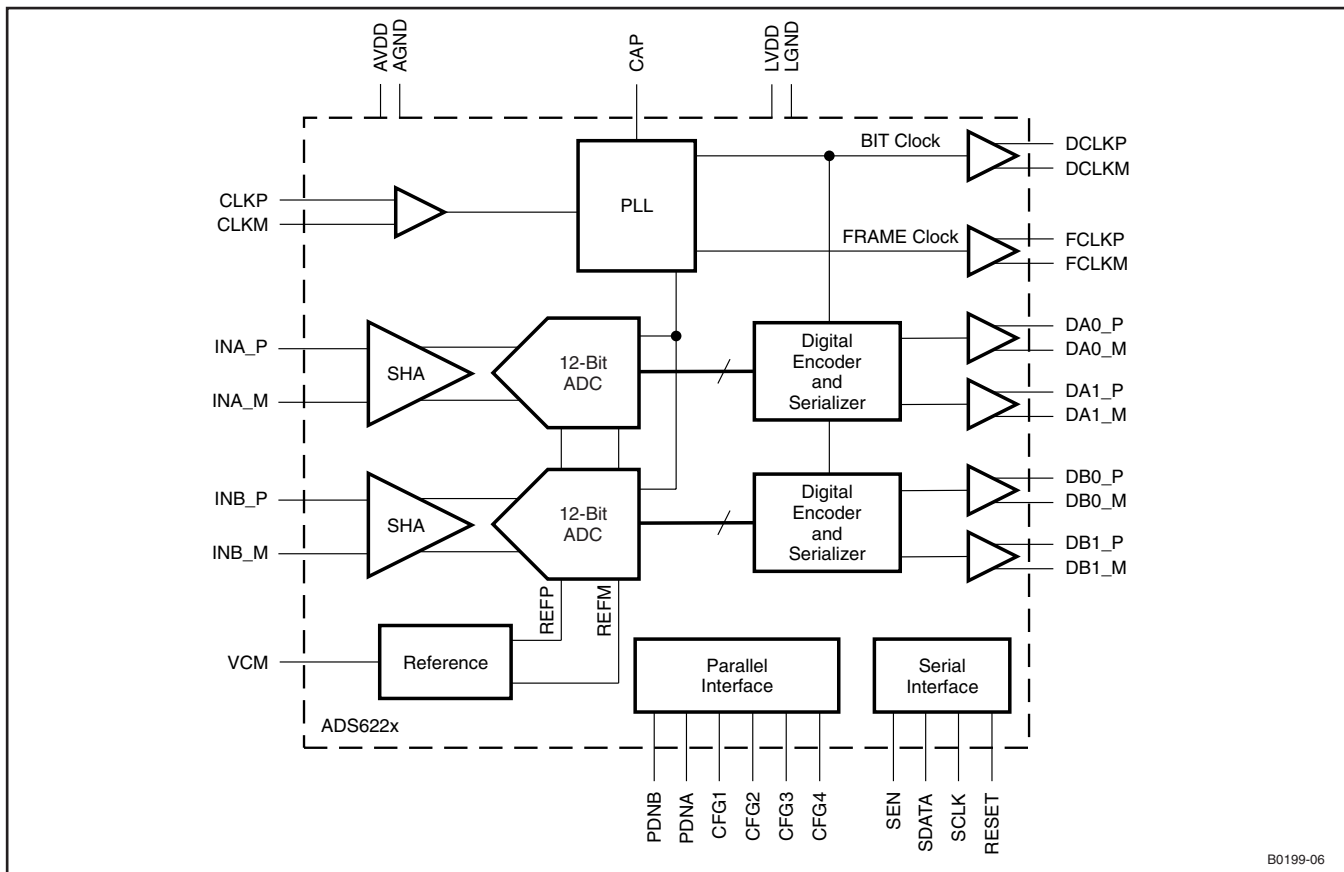 AVDD
AGND
CAP
LVDD
LGND
BIT Clock
DCLKP
DCLKM
CLKP
CLKM
PLL
FRAME Clock
FCLKP
FCLKM
INA_P
INA_M
SHA
12-Bit
ADC
Digital
Encoder
and
Serializer
DA0_P
DA0_M
DA1_P
DA1_M
INB_P
INB_M
SHA
12-Bit
ADC
Digital
Encoder
and
Serializer
DB0_P
DB0_M
DB1_P
DB1_M
REFP
REFM
VCM
Reference
Parallel
Interface
Serial
Interface
ADS622x
PDNB
PDNA
CFG1
CFG2
CFG3
CFG4
SEN
SDATA
SCLK
RESET
B0199-06